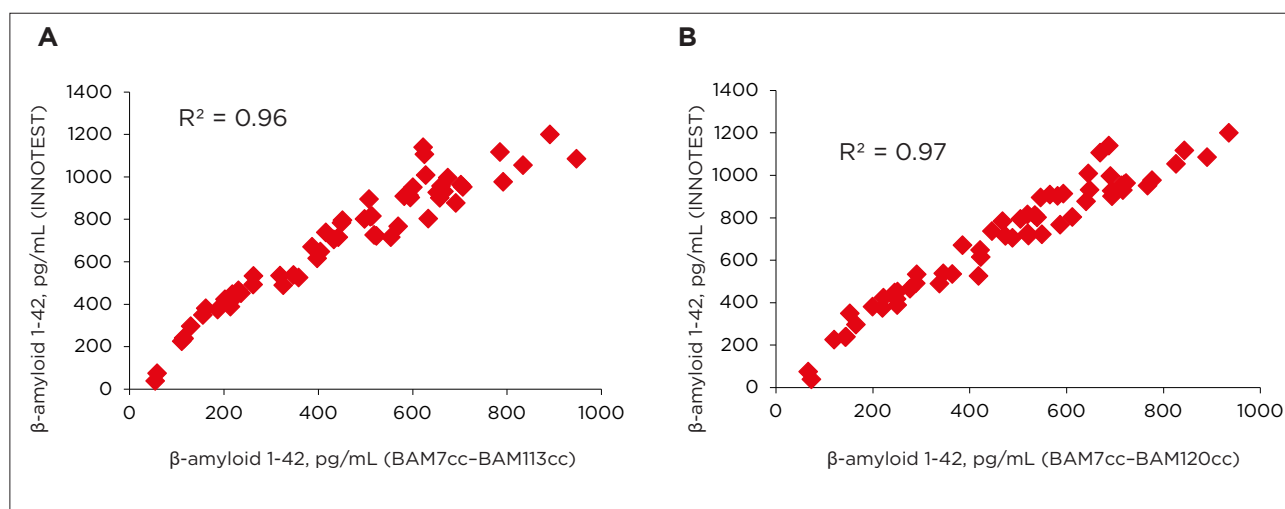 A
β-amyloid 1-42, pg/mL (INNOTEST)
1400
1200
1000
800
600
400
200
0
R² = 0.96
0 200 400 600 800 1000
β-amyloid 1-42, pg/mL (BAM7cc–BAM113cc)
B
β-amyloid 1-42, pg/mL (INNOTEST)
1400
1200
1000
800
600
400
200
0
R² = 0.97
0 200 400 600 800 1000
β-amyloid 1-42, pg/mL (BAM7cc–BAM120cc)